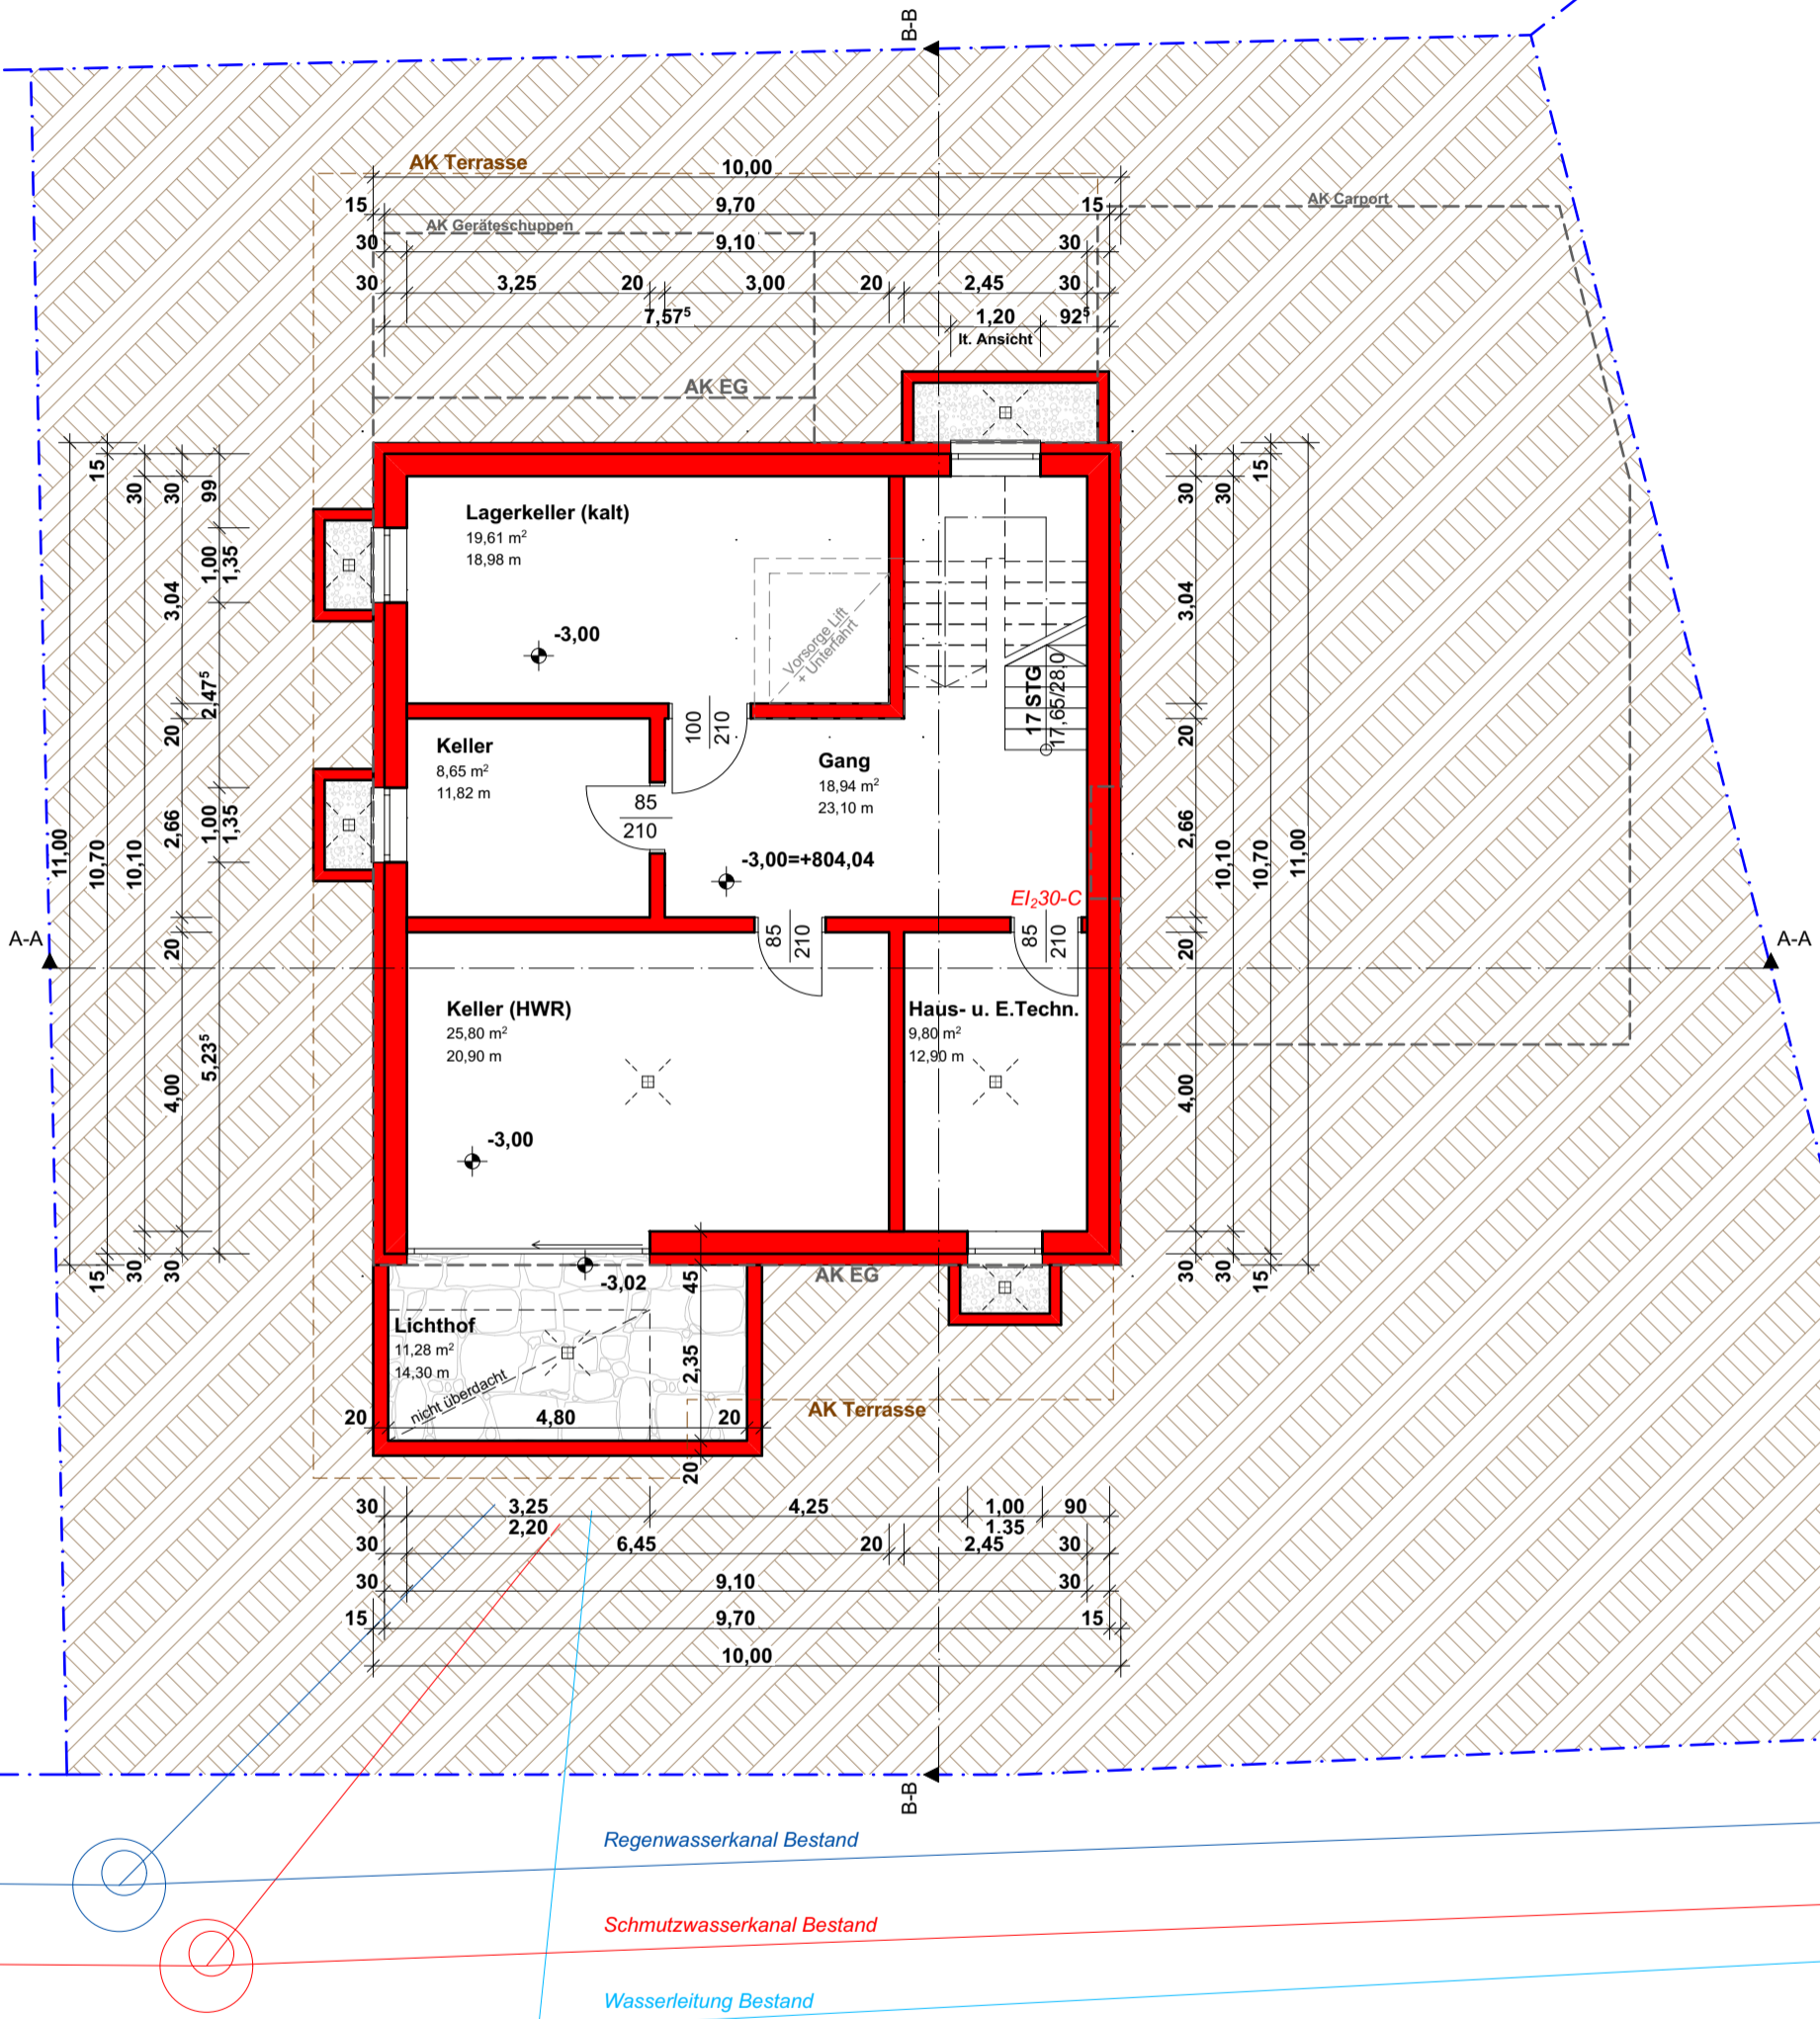 B-B
AK Terrasse
10,00
15
9,70
15
AK Carport
AK Geräteschuppen
30
9,10
30
30
3,25
20
3,00
20
2,45
30
7,57⁵
1,20
92⁵
lt. Ansicht
AK EG
15
30
30
99
1,00
1,35
3,04
2,47⁵
20
2,66
1,00
1,35
11,00
10,70
10,10
20
5,23⁵
4,00
15
30
30
Lagerkeller (kalt)
19,61 m²
18,98 m
-3,00
Vorsorge Lift
+ Unterfahrt
17 STG
17,65/28,0
100
210
Keller
8,65 m²
11,82 m
85
210
Gang
18,94 m²
23,10 m
-3,00=+804,04
EI₂30-C
85
210
85
210
30
30
15
3,04
20
2,66
10,10
10,70
11,00
20
4,00
30
30
15
A-A
A-A
Keller (HWR)
25,80 m²
20,90 m
Haus- u. E.Techn.
9,80 m²
12,90 m
-3,00
-3,02
45
AK EG
Lichthof
11,28 m²
14,30 m
nicht überdacht
2,35
20
4,80
20
AK Terrasse
20
30
3,25
4,25
1,00
90
2,20
1,35
30
6,45
20
2,45
30
30
9,10
30
15
9,70
15
10,00
B-B
Regenwasserkanal Bestand
Schmutzwasserkanal Bestand
Wasserleitung Bestand